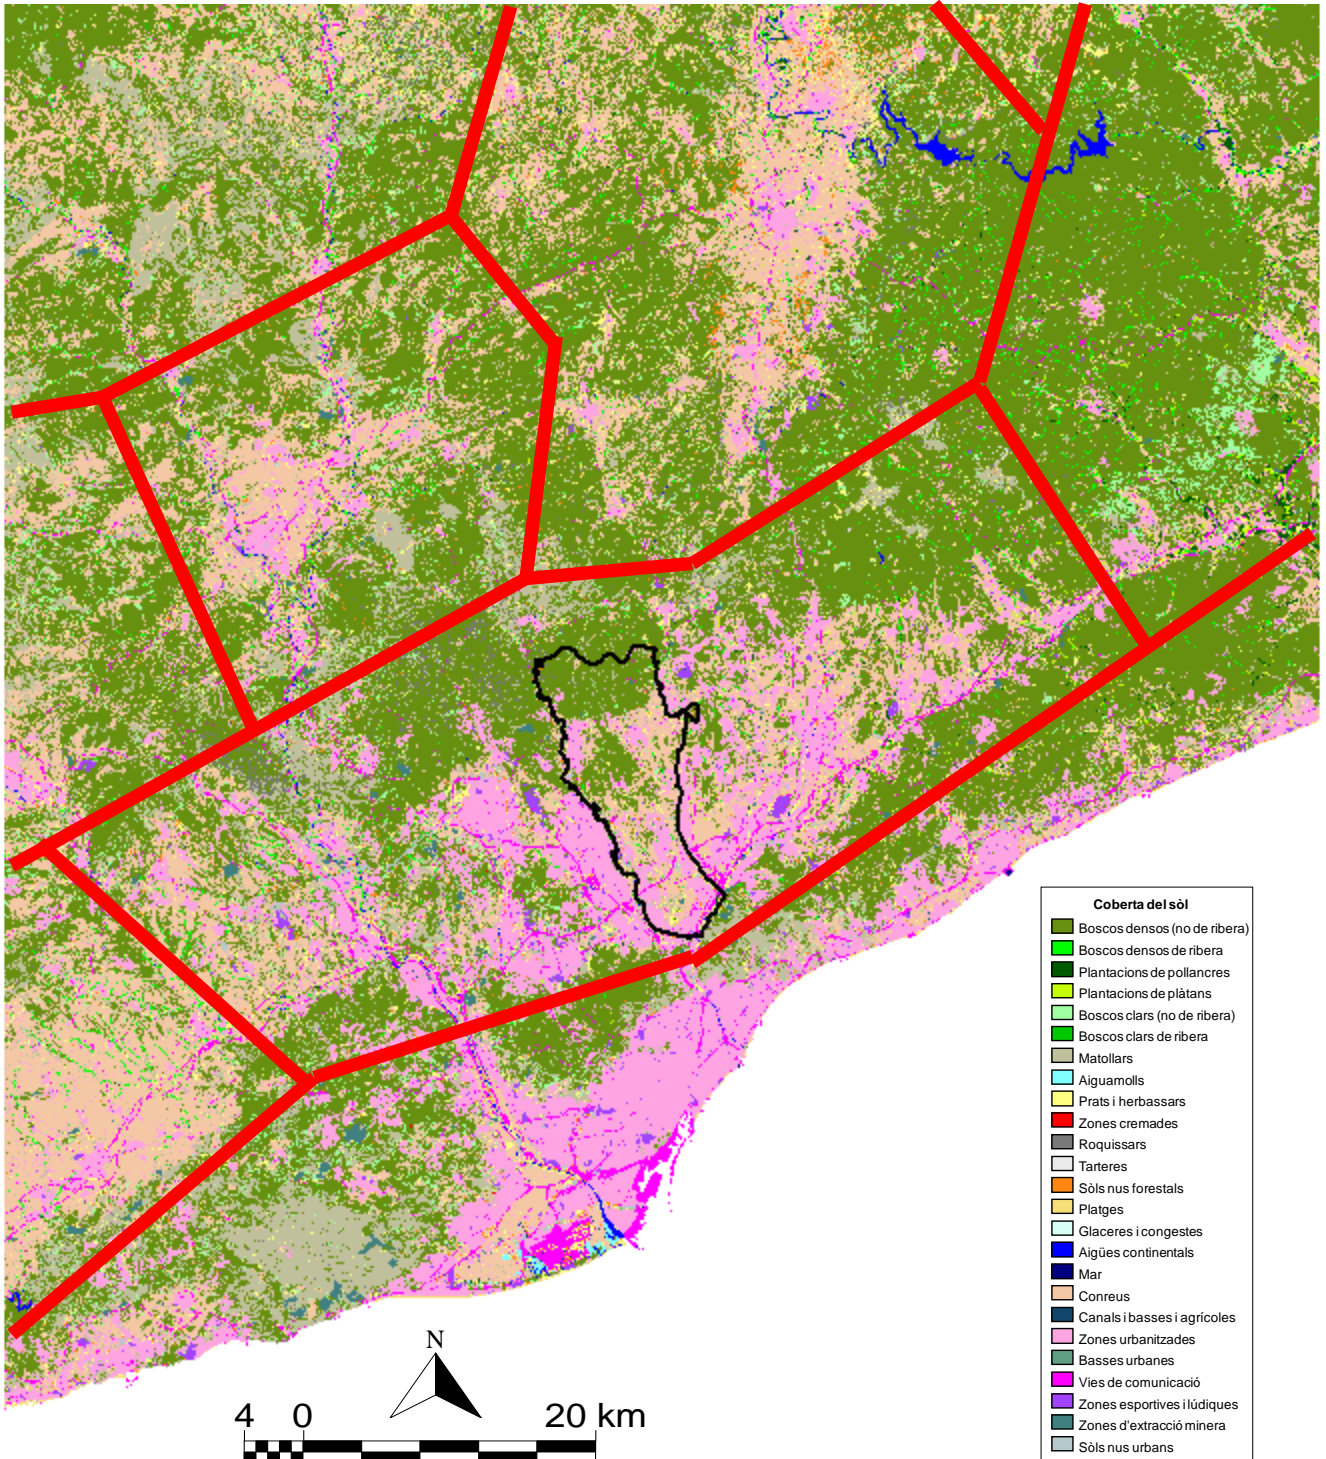 Coberta del sòl
Boscos densos (no de ribera)
Boscos densos de ribera
Plantacions de pollancres
Plantacions de plàtans
Boscos clars (no de ribera)
Boscos clars de ribera
Matollars
Aiguamolls
Prats i herbassars
Zones cremades
Roquissars
Tarteres
Sòls nus forestals
Platges
Glaceres i congestes
Aigües continentals
Mar
Conreus
Canals i basses i agrícoles
Zones urbanitzades
Basses urbanes
Vies de comunicació
Zones esportives i lúdiques
Zones d'extracció minera
Sòls nus urbans
N
4 0 20 km